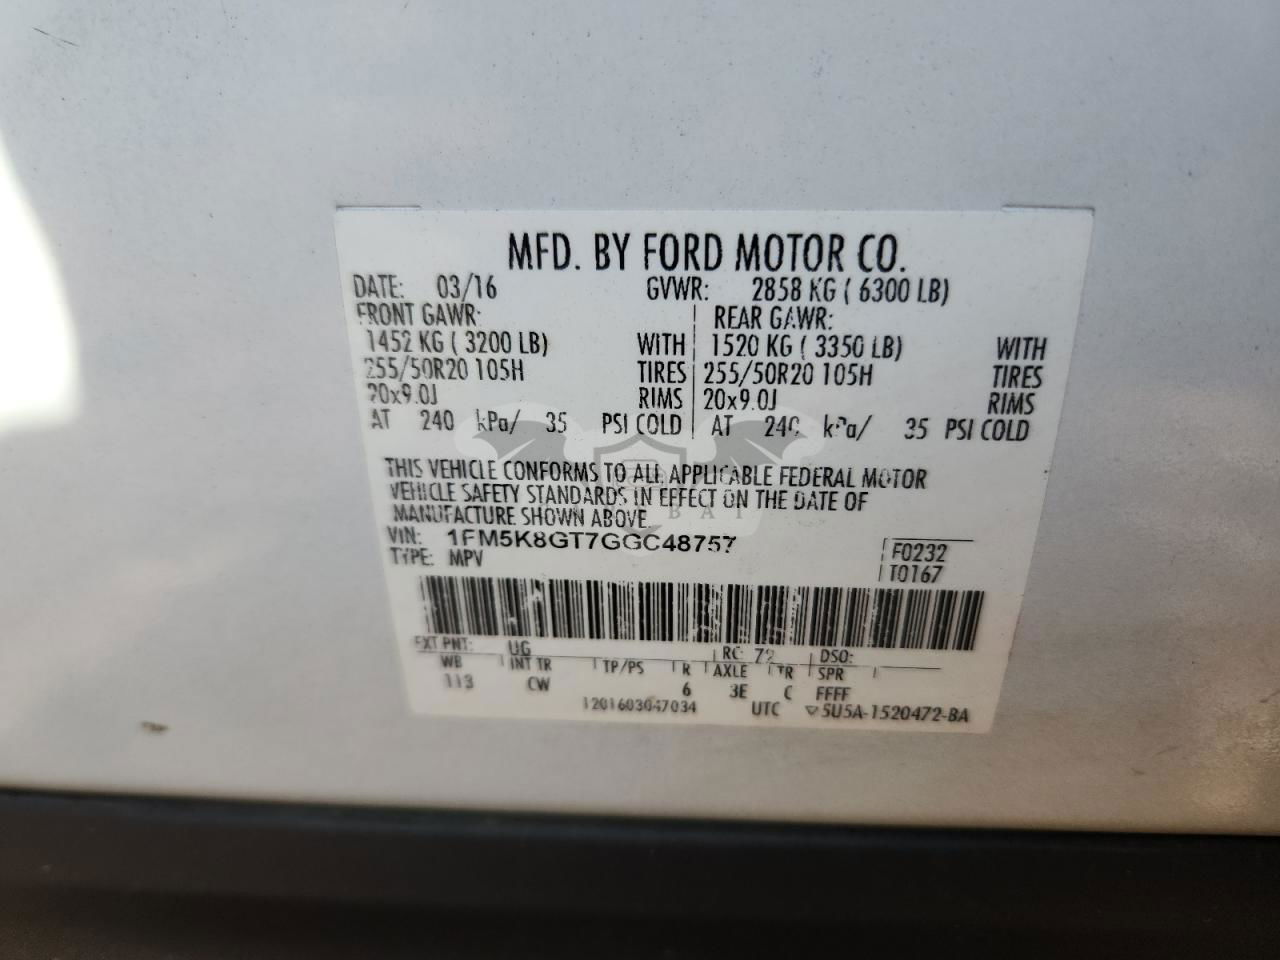 MFD. BY FORD MOTOR CO.
DATE: 03/16 GVWR: 2858 KG ( 6300 LB)
FRONT GAWR: REAR GAWR:
1452 KG ( 3200 LB) WITH 1520 KG ( 3350 LB) WITH
255/50R20 105H TIRES 255/50R20 105H TIRES
20x9.0J RIMS 20x9.0J RIMS
AT 240 kPa/ 35 PSI COLD AT 240 kPa/ 35 PSI COLD
THIS VEHICLE CONFORMS TO ALL APPLICABLE FEDERAL MOTOR
VEHICLE SAFETY STANDARDS IN EFFECT ON THE DATE OF
MANUFACTURE SHOWN ABOVE
VIN: 1FM5K8GT7GGC48757 F0232
TYPE: MPV T0167
EXT PNT: UG RC: 72 DSO:
WB INT TR TP/PS R AXLE TR SPR
113 CW 6 3E C FFFF
1201603047034 UTC 5U5A-1520472-BA